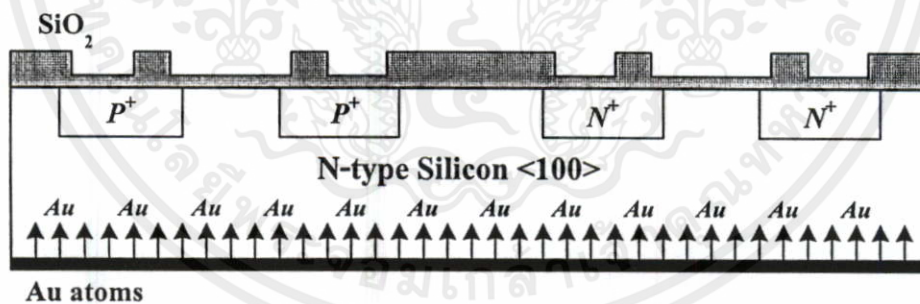 SiO2
P+ P+ N+ N+
N-type Silicon <100>
Au Au Au Au Au Au Au Au Au Au Au Au
Au atoms